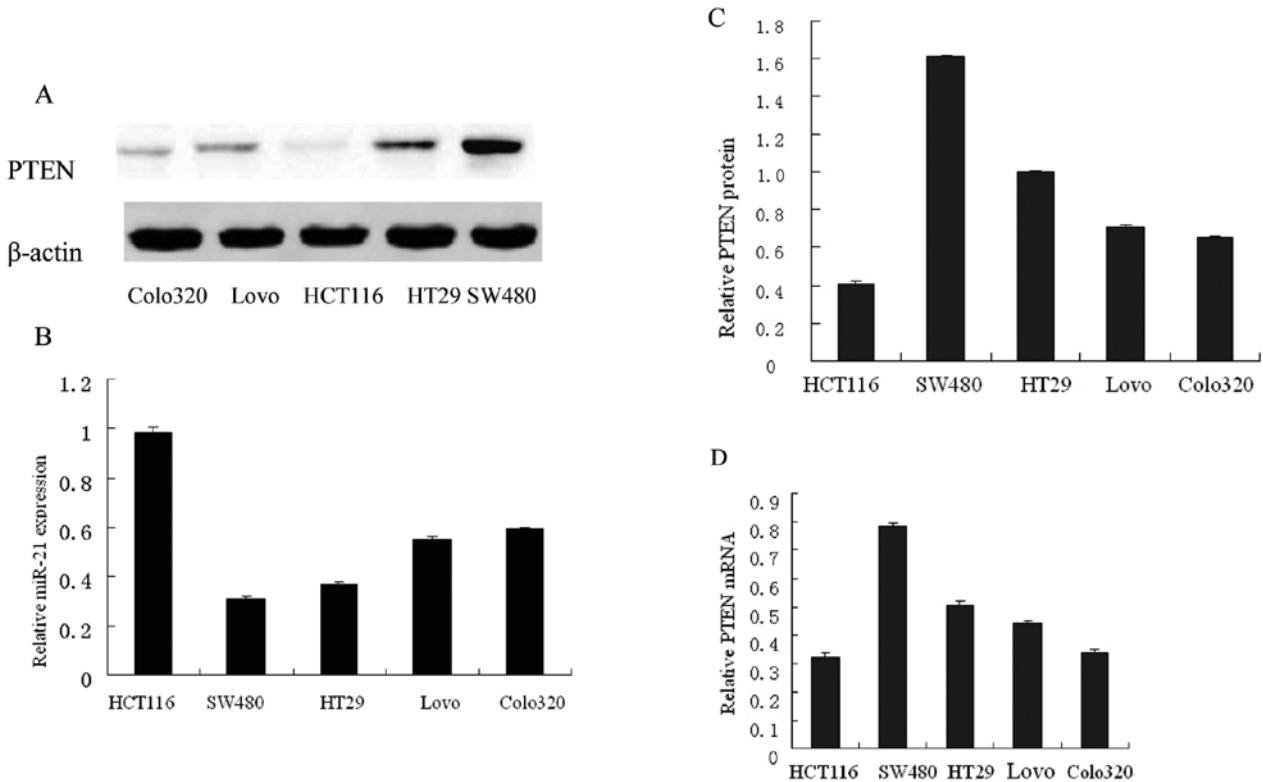 A
PTEN
β-actin
Colo320 Lovo HCT116 HT29 SW480
B
Relative miR-21 expression
1.2
1
0.8
0.6
0.4
0.2
0
HCT116 SW480 HT29 Lovo Colo320
C
Relative PTEN protein
1.8
1.6
1.4
1.2
1.0
0.8
0.6
0.4
0.2
0
HCT116 SW480 HT29 Lovo Colo320
D
Relative PTEN mRNA
0.9
0.8
0.7
0.6
0.5
0.4
0.3
0.2
0.1
0
HCT116 SW480 HT29 Lovo Colo320